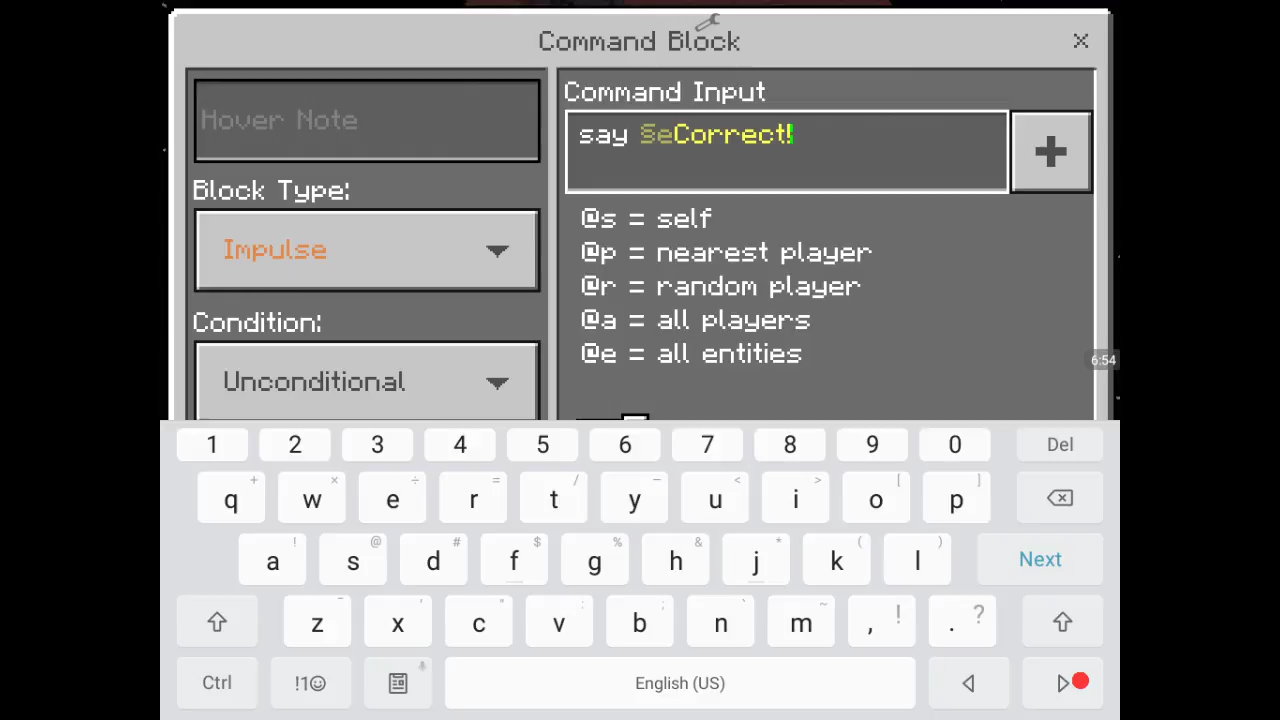 Command Block
Hover Note
Command Input
say §eCorrect!
Block Type:
Impulse
@s = self
@p = nearest player
@r = random player
@a = all players
@e = all entities
Condition:
Unconditional
6:54
1 2 3 4 5 6 7 8 9 0 Del
q + w × e ÷ r = t / y _ u < i > o [ p ]
a ! s @ d # f $ g % h & j * k ( l ) Next
z - x ' c " v : b ; n ` m ~ , ! . ?
Ctrl !1☺ English (US)